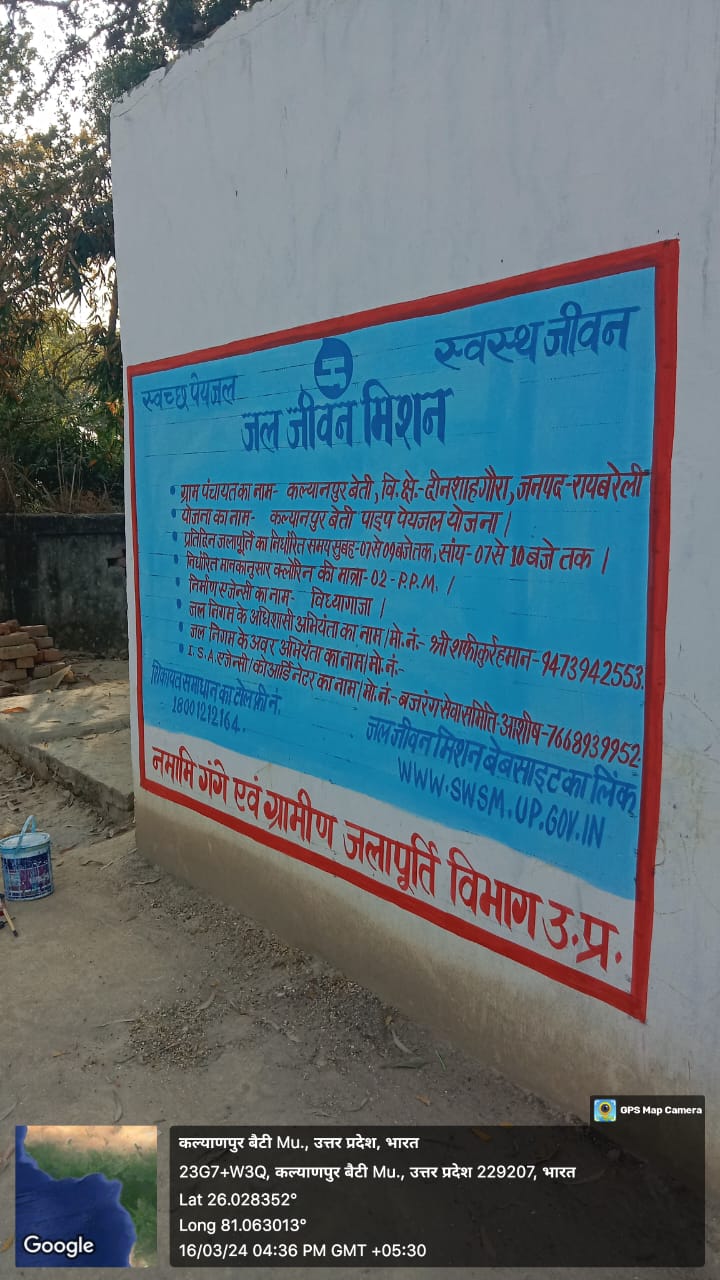 स्वच्छ पेयजल
स्वस्थ जीवन
जल जीवन मिशन
• ग्राम पंचायत का नाम- कल्यानपुर बेती, वि.क्षे.- दीनशाहगौरा, जनपद-रायबरेली
• योजना का नाम- कल्यानपुर बेती पाइप पेयजल योजना।
• प्रतिदिन जलापूर्ति का निर्धारित समय सुबह-07 से 09 बजे तक, सांय-07 से 10 बजे तक।
• निर्धारित मानकानुसार क्लोरिन की मात्रा-02-P.P.M.।
• निर्माण एजेन्सी का नाम- विध्यागाजा।
• जल निगम के अधिशासी अभियंता का नाम/मो.नं.- श्री शफीकुर्रहमान-9473942553.
• जल निगम के अवर अभियंता का नाम/मो.नं.-
• I.S.A. एजेन्सी/कोआर्डिनेटर का नाम/मो.नं.- बजरंग सेवा समिति-आशीष-7668939952.
शिकायत समाधान का टोल फ्री नं.
18001212164.
जल जीवन मिशन बेबसाइट का लिंक
WWW.SWSM.UP.GOV.IN
नमामि गंगे एवं ग्रामीण जलापूर्ति विभाग उ.प्र.
GPS Map Camera
कल्याणपुर बैटी Mu., उत्तर प्रदेश, भारत
23G7+W3Q, कल्याणपुर बैटी Mu., उत्तर प्रदेश 229207, भारत
Lat 26.028352°
Long 81.063013°
16/03/24 04:36 PM GMT +05:30
Google